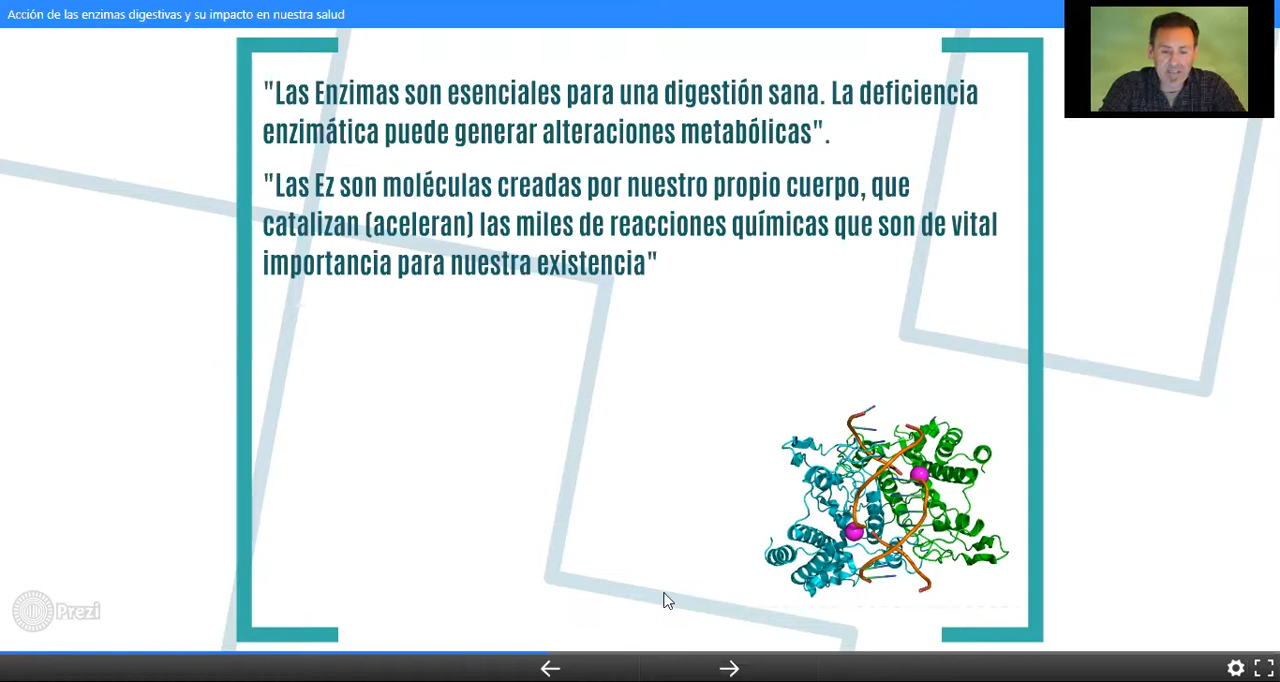 Acción de las enzimas digestivas y su impacto en nuestra salud
"Las Enzimas son esenciales para una digestión sana. La deficiencia
enzimática puede generar alteraciones metabólicas".
"Las Ez son moléculas creadas por nuestro propio cuerpo, que
catalizan (aceleran) las miles de reacciones químicas que son de vital
importancia para nuestra existencia"
Prezi